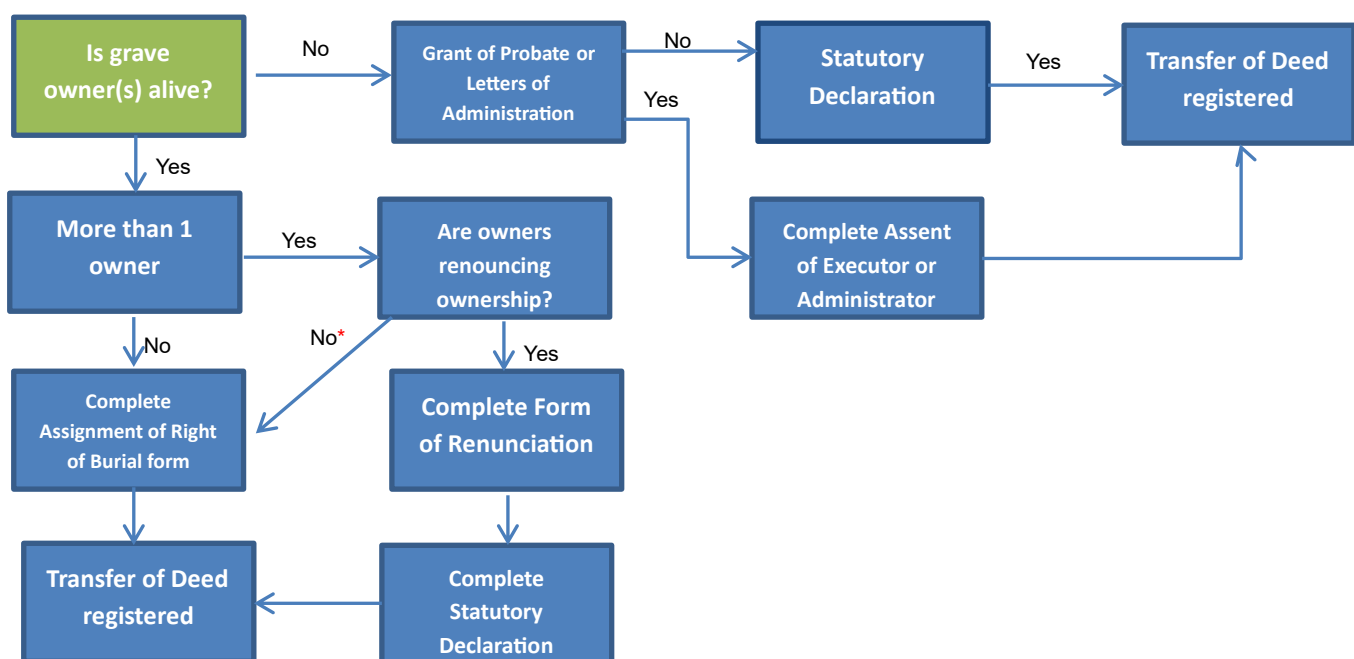 Is grave
owner(s) alive?
No
Grant of Probate or
Letters of
Administration
No
Statutory
Declaration
Yes
Transfer of Deed
registered
Yes
Yes
More than 1
owner
Yes
Are owners
renouncing
ownership?
Complete Assent
of Executor or
Administrator
No
No*
Yes
Complete
Assignment of Right
of Burial form
Complete Form
of Renunciation
Transfer of Deed
registered
Complete
Statutory
Declaration